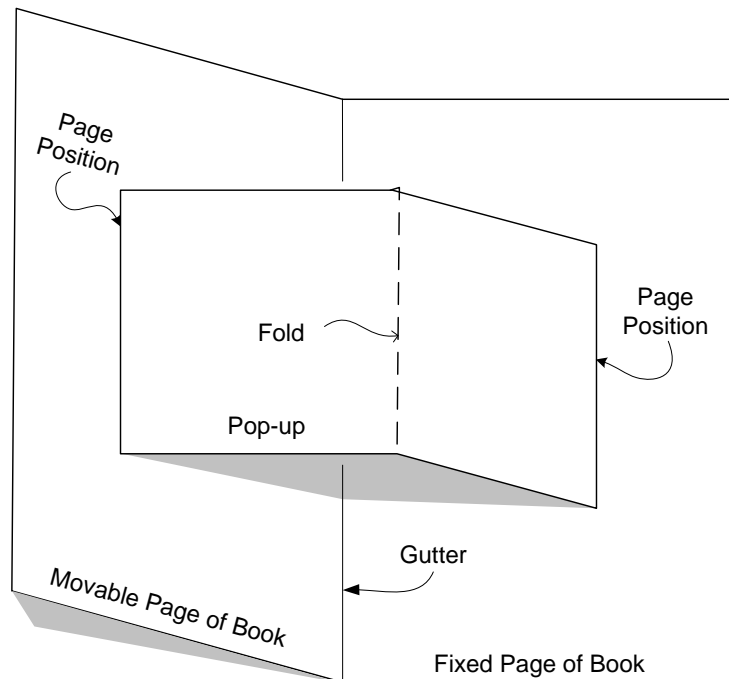 Page
Position
Page
Position
Fold
Pop-up
Gutter
Movable Page of Book
Fixed Page of Book